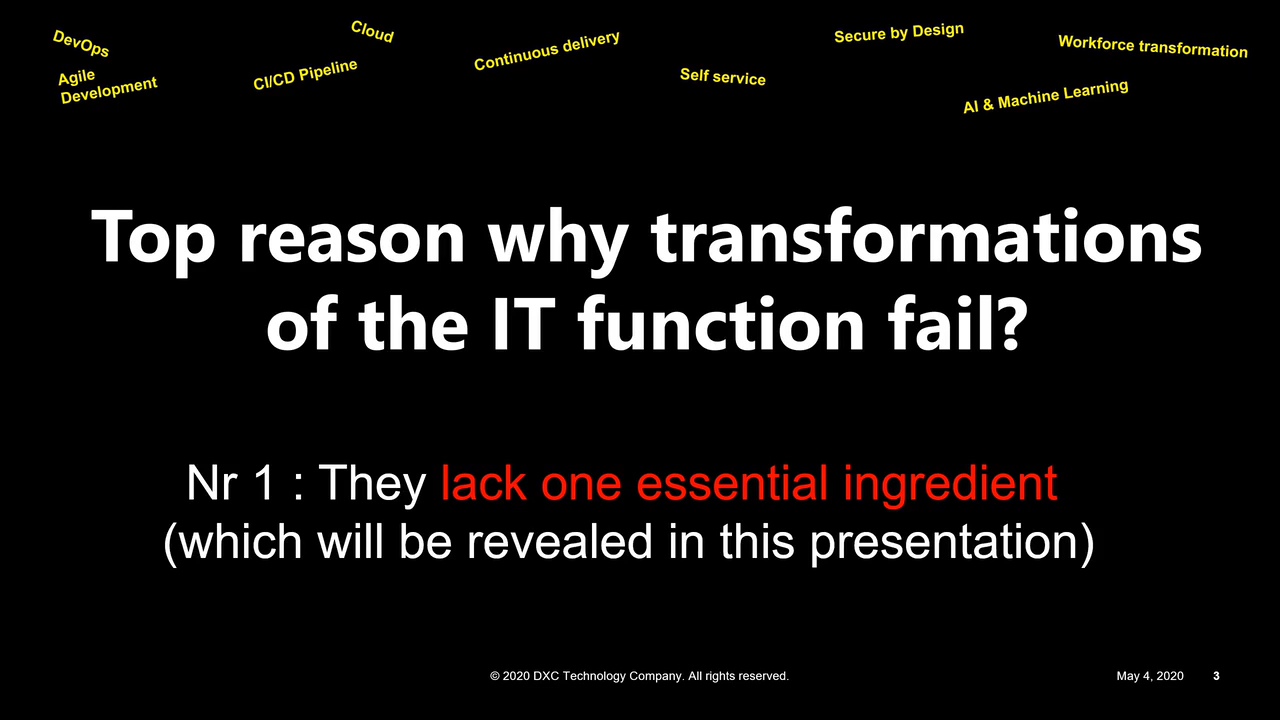 DevOps
Cloud
Continuous delivery
Secure by Design
Workforce transformation
Agile
Development
CI/CD Pipeline
Self service
AI & Machine Learning
Top reason why transformations
of the IT function fail?
Nr 1 : They lack one essential ingredient
(which will be revealed in this presentation)
© 2020 DXC Technology Company. All rights reserved.
May 4, 2020
3